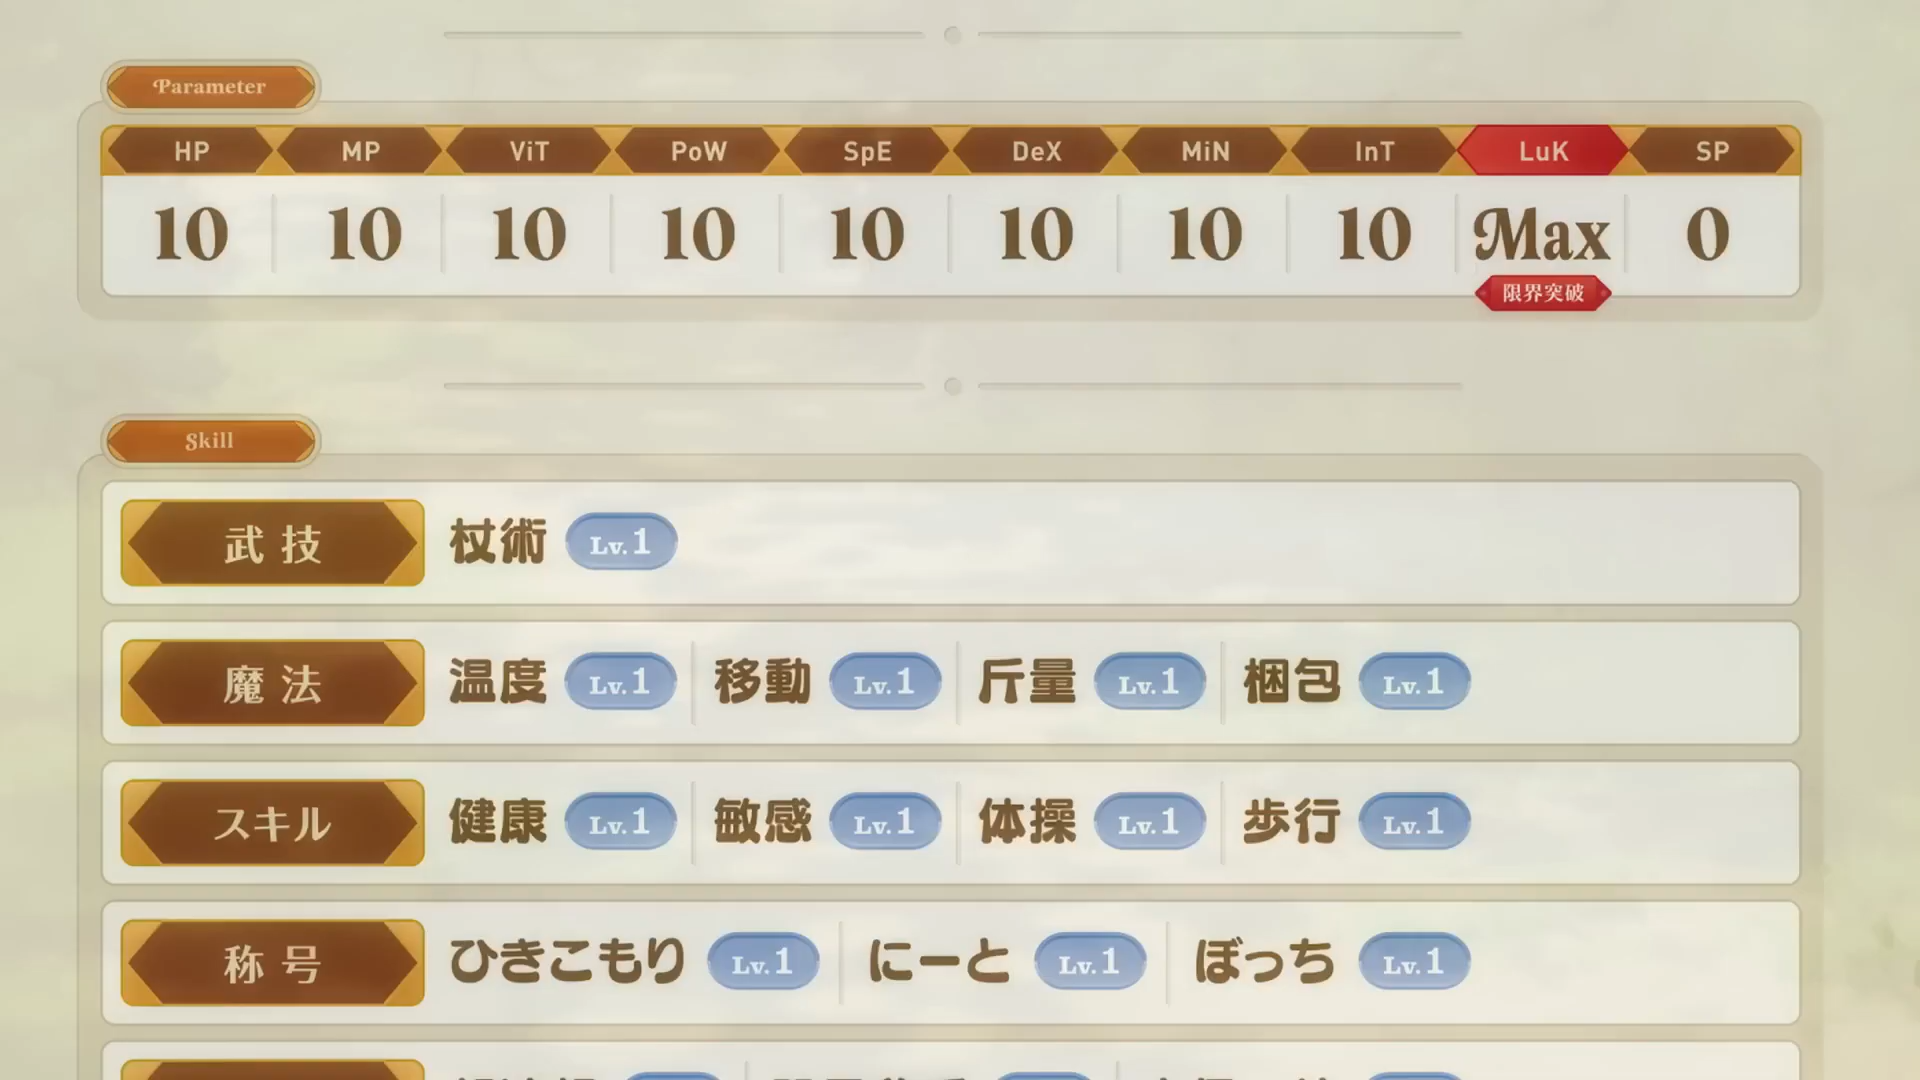 Parameter
HP MP ViT PoW SpE DeX MiN InT LuK SP
10 10 10 10 10 10 10 10 Max 0
限界突破
Skill
武技 杖術 Lv.1
魔法 温度 Lv.1 移動 Lv.1 斤量 Lv.1 梱包 Lv.1
スキル 健康 Lv.1 敏感 Lv.1 体操 Lv.1 歩行 Lv.1
称号 ひきこもり Lv.1 にーと Lv.1 ぼっち Lv.1